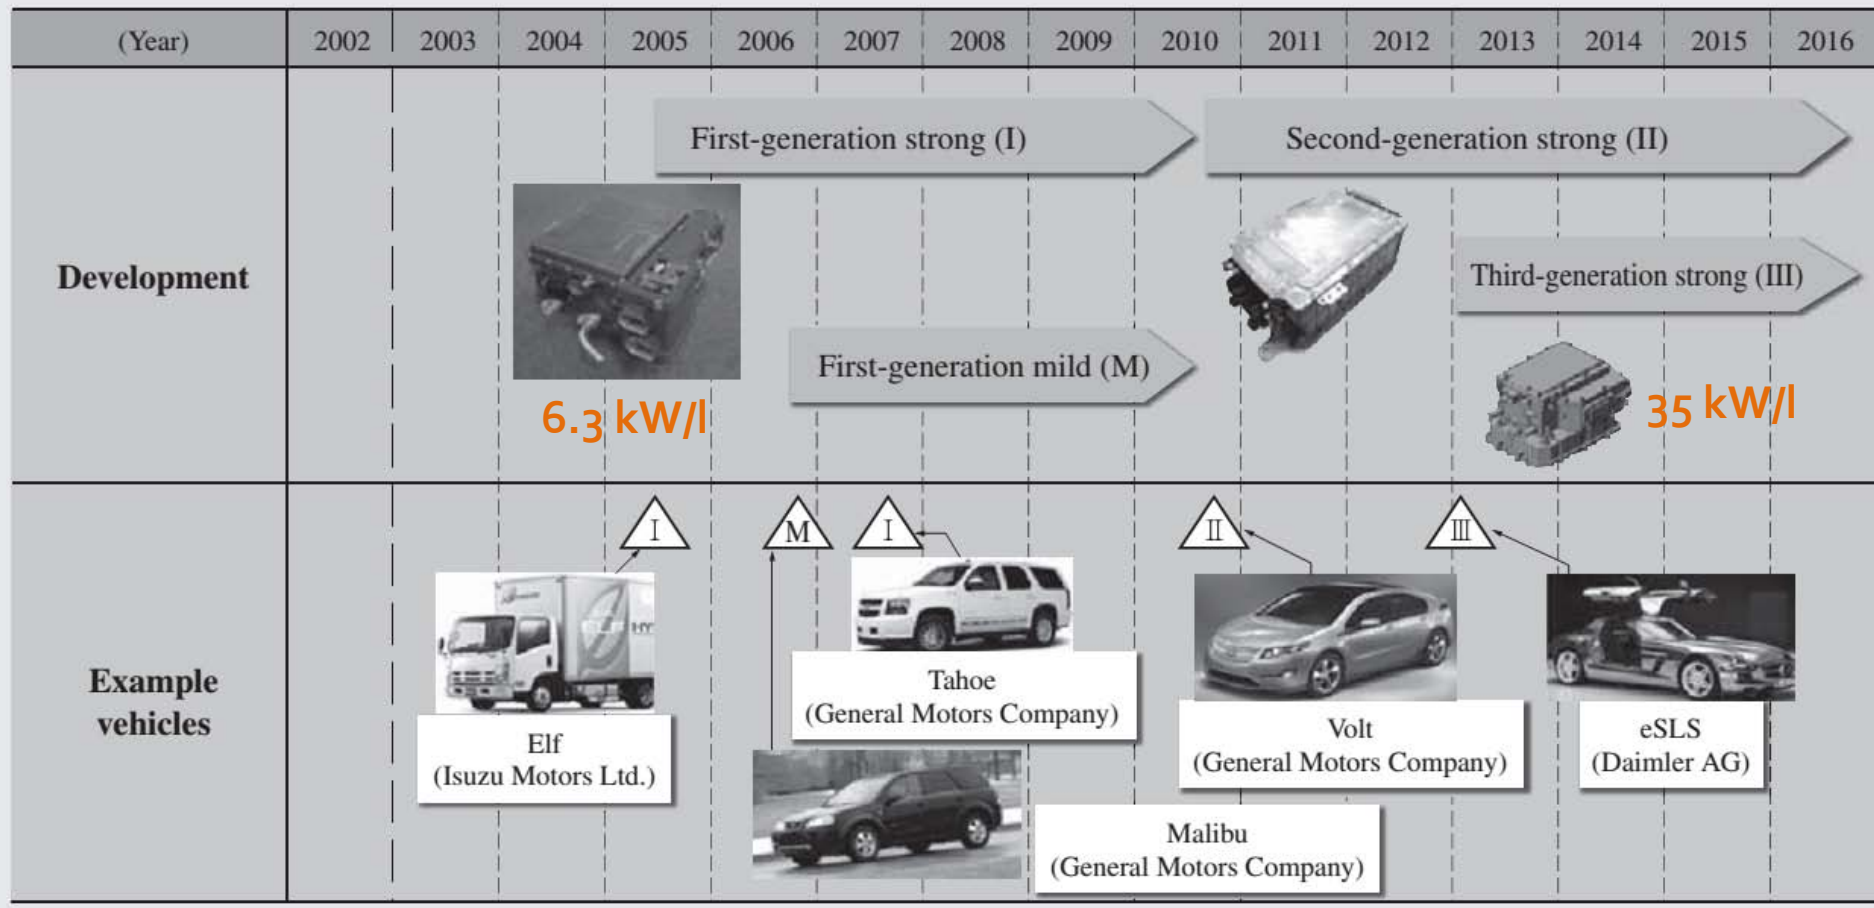 (Year) 2002 2003 2004 2005 2006 2007 2008 2009 2010 2011 2012 2013 2014 2015 2016
Development
First-generation strong (I)
Second-generation strong (II)
Third-generation strong (III)
First-generation mild (M)
6.3 kW/l
35 kW/l
Example
vehicles
I
M
I
II
III
ELF HY
Elf
(Isuzu Motors Ltd.)
Tahoe
(General Motors Company)
Volt
(General Motors Company)
eSLS
(Daimler AG)
Malibu
(General Motors Company)